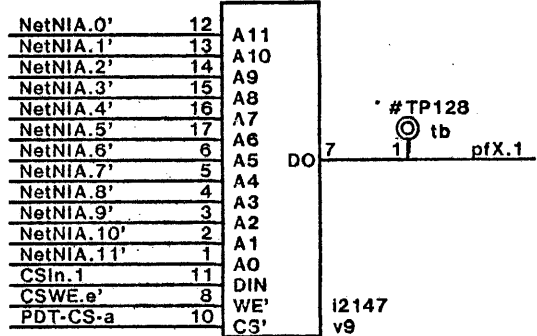 NetNIA.0' 12 A11
NetNIA.1' 13 A10
NetNIA.2' 14 A9
NetNIA.3' 15 A8
NetNIA.4' 16 A7
NetNIA.5' 17 A6
NetNIA.6' 6 A5 DO 7 1 pfX.1
#TP128
tb
NetNIA.7' 5 A4
NetNIA.8' 4 A3
NetNIA.9' 3 A2
NetNIA.10' 2 A1
NetNIA.11' 1 A0
CSIn.1 11 DIN
CSWE.e' 8 WE' i2147
PDT-CS-a 10 CS' v9